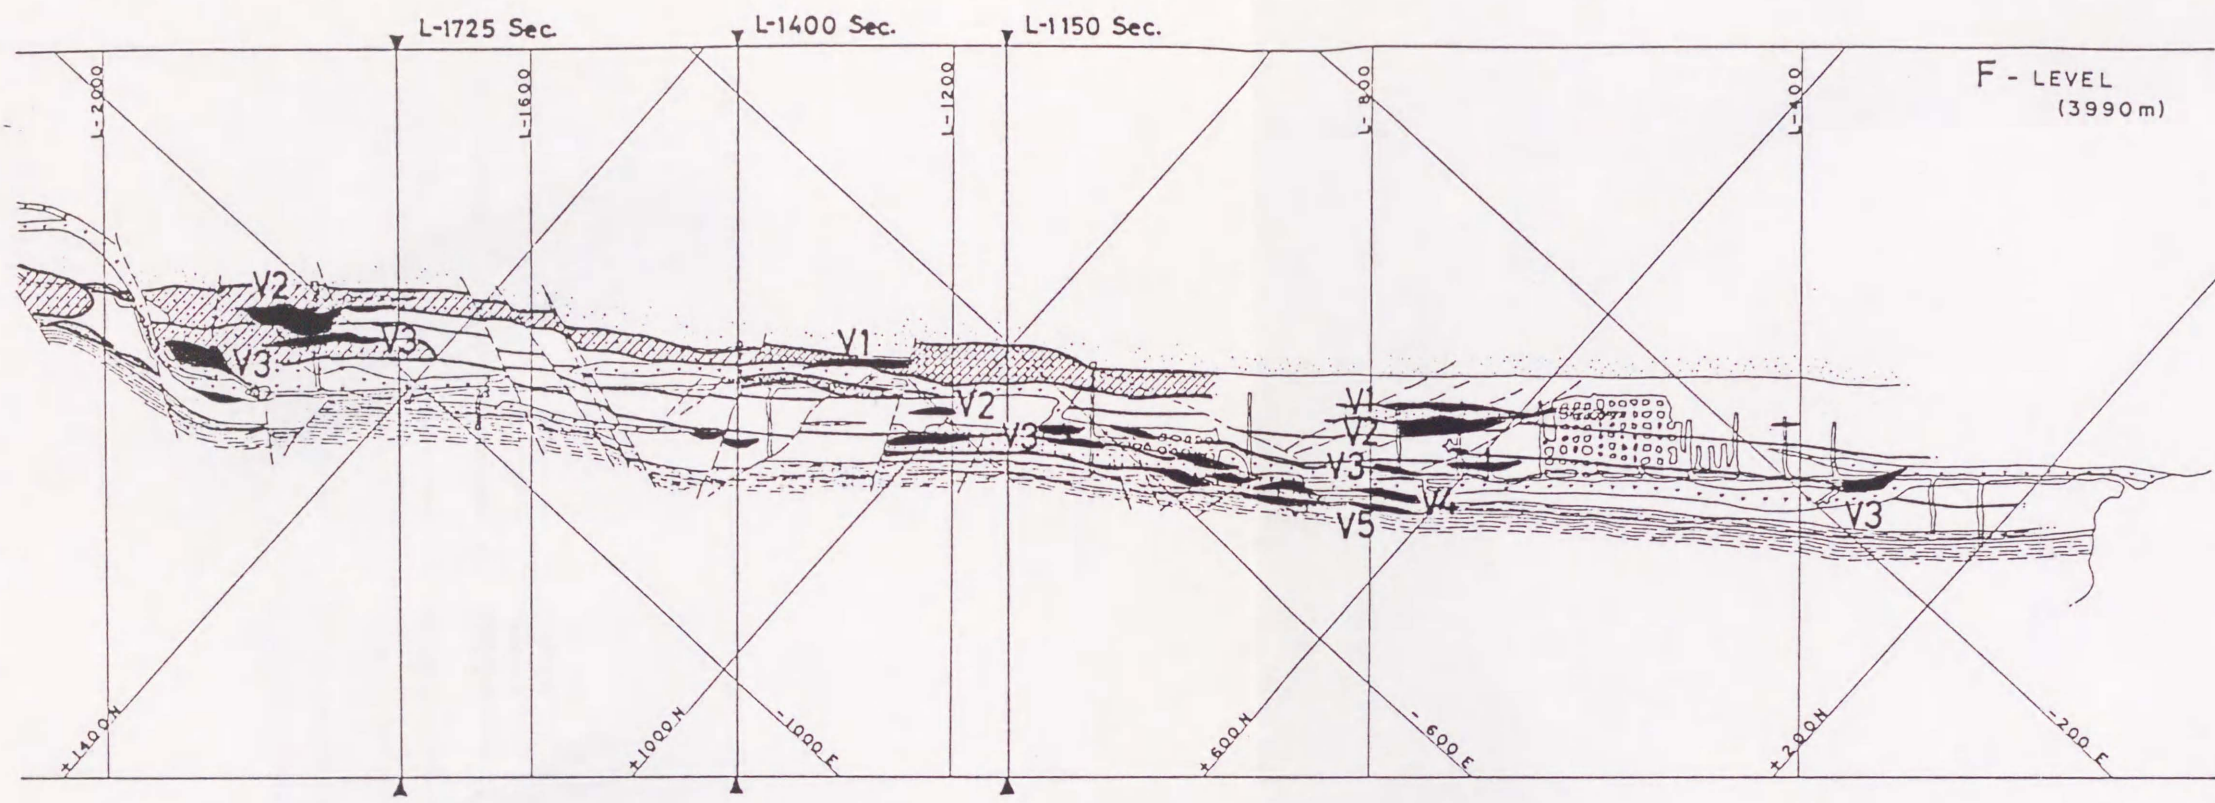 L-1725 Sec.
L-1400 Sec.
L-1150 Sec.
L-2000
L-1600
L-1200
L-800
L-400
F - LEVEL
(3990m)
V2
V3
V3
V1
V2
V3
V1
V2
V3
V4
V5
V3
+1400N
+1000N
-1000E
+600N
-600E
+200N
-200E